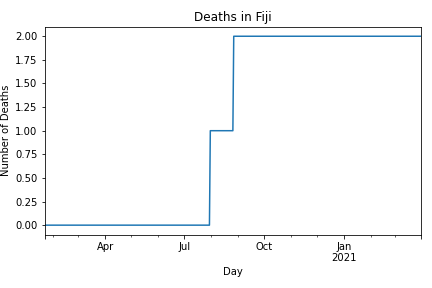 Deaths in Fiji
Number of Deaths
2.00
1.75
1.50
1.25
1.00
0.75
0.50
0.25
0.00
Apr
Jul
Oct
Jan
2021
Day